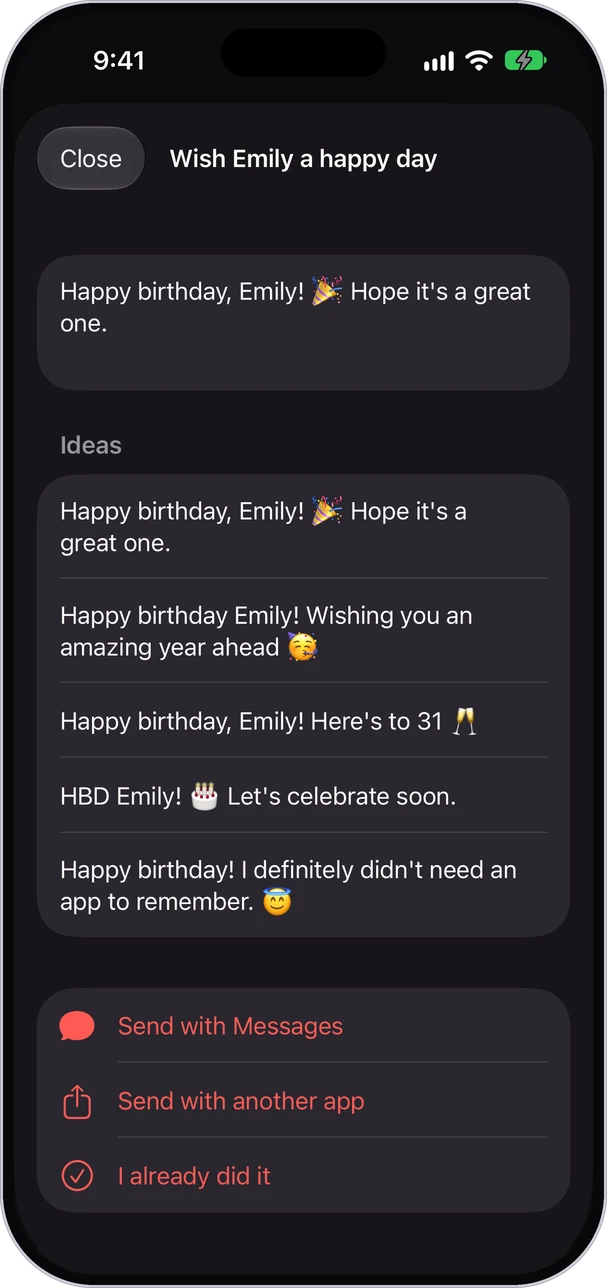 9:41
Close
Wish Emily a happy day
Happy birthday, Emily! 🎉 Hope it's a great
one.
Ideas
Happy birthday, Emily! 🎉 Hope it's a
great one.
Happy birthday Emily! Wishing you an
amazing year ahead 🥳
Happy birthday, Emily! Here's to 31 🥂
HBD Emily! 🎂 Let's celebrate soon.
Happy birthday! I definitely didn't need an
app to remember. 😇
Send with Messages
Send with another app
I already did it